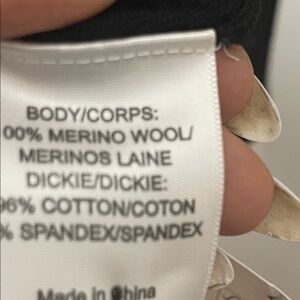 BODY/CORPS:
00% MERINO WOOL/
MERINOS LAINE
DICKIE/DICKIE:
96% COTTON/COTON
% SPANDEX/SPANDEX
Made in China